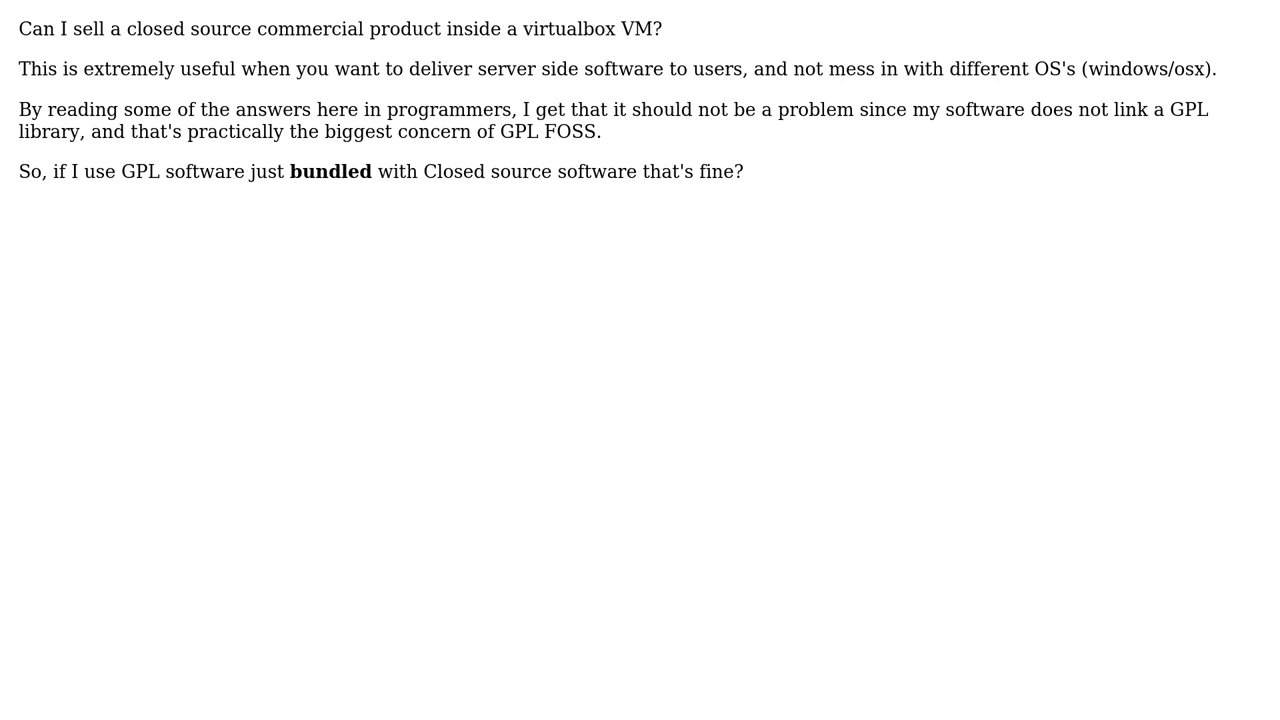 Can I sell a closed source commercial product inside a virtualbox VM?
This is extremely useful when you want to deliver server side software to users, and not mess in with different OS's (windows/osx).
By reading some of the answers here in programmers, I get that it should not be a problem since my software does not link a GPL
library, and that's practically the biggest concern of GPL FOSS.
So, if I use GPL software just bundled with Closed source software that's fine?